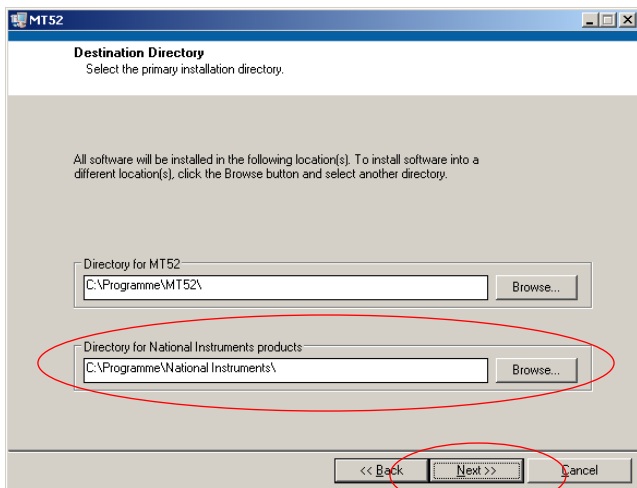 MT52
Destination Directory
Select the primary installation directory.
All software will be installed in the following location(s). To install software into a
different location(s), click the Browse button and select another directory.
Directory for MT52
C:\Programme\MT52\
Browse...
Directory for National Instruments products
C:\Programme\National Instruments\
Browse...
<< Back
Next >>
Cancel